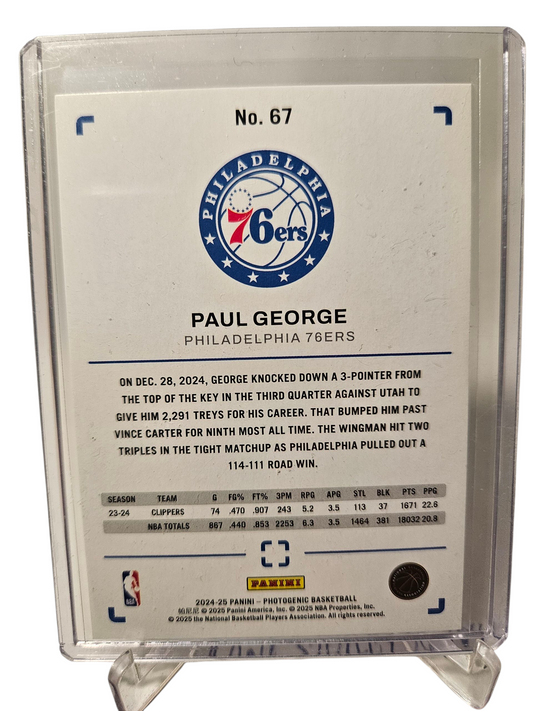 No. 67
PHILADELPHIA
76ers
PAUL GEORGE
PHILADELPHIA 76ERS
ON DEC. 28, 2024, GEORGE KNOCKED DOWN A 3-POINTER FROM
THE TOP OF THE KEY IN THE THIRD QUARTER AGAINST UTAH TO
GIVE HIM 2,291 TREYS FOR HIS CAREER. THAT BUMPED HIM PAST
VINCE CARTER FOR NINTH MOST ALL TIME. THE WINGMAN HIT TWO
TRIPLES IN THE TIGHT MATCHUP AS PHILADELPHIA PULLED OUT A
114-111 ROAD WIN.
SEASON TEAM G FG% FT% 3PM RPG APG STL BLK PTS PPG
23-24 CLIPPERS 74 .470 .907 243 5.2 3.5 113 37 1671 22.6
NBA TOTALS 867 .440 .853 2253 6.3 3.5 1464 381 18032 20.8
PANINI
2024-25 PANINI – PHOTOGENIC BASKETBALL
© 2025 Panini America, Inc. © 2025 NBA Properties, Inc.
© 2025 the National Basketball Players Association. All rights reserved.